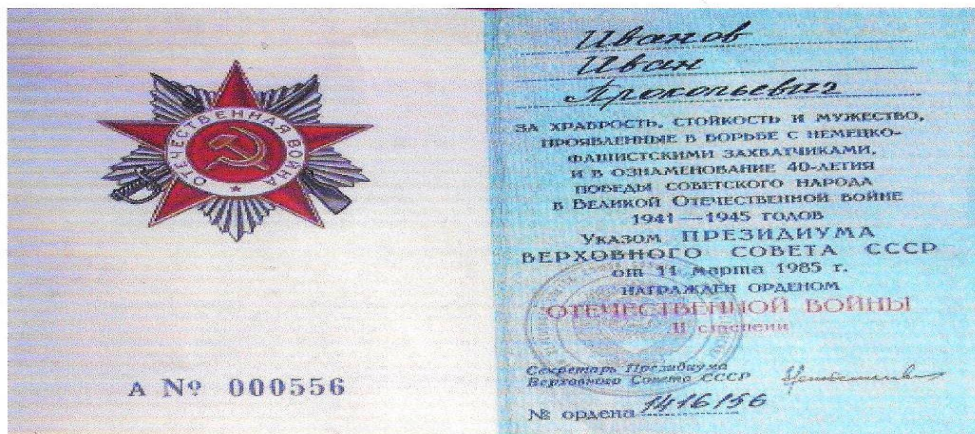 ОТЕЧЕСТВЕННАЯ ВОЙНА
А № 000556
Иванов
Иван
Прокопьевич
ЗА ХРАБРОСТЬ, СТОЙКОСТЬ И МУЖЕСТВО,
ПРОЯВЛЕННЫЕ В БОРЬБЕ С НЕМЕЦКО-
ФАШИСТСКИМИ ЗАХВАТЧИКАМИ,
И В ОЗНАМЕНОВАНИЕ 40-ЛЕТИЯ
ПОБЕДЫ СОВЕТСКОГО НАРОДА
В ВЕЛИКОЙ ОТЕЧЕСТВЕННОЙ ВОЙНЕ
1941—1945 ГОДОВ
УКАЗОМ ПРЕЗИДИУМА
ВЕРХОВНОГО СОВЕТА СССР
от 11 марта 1985 г.
НАГРАЖДЕН ОРДЕНОМ
ОТЕЧЕСТВЕННОЙ ВОЙНЫ
II степени
Секретарь Президиума
Верховного Совета СССР
№ ордена 1416156